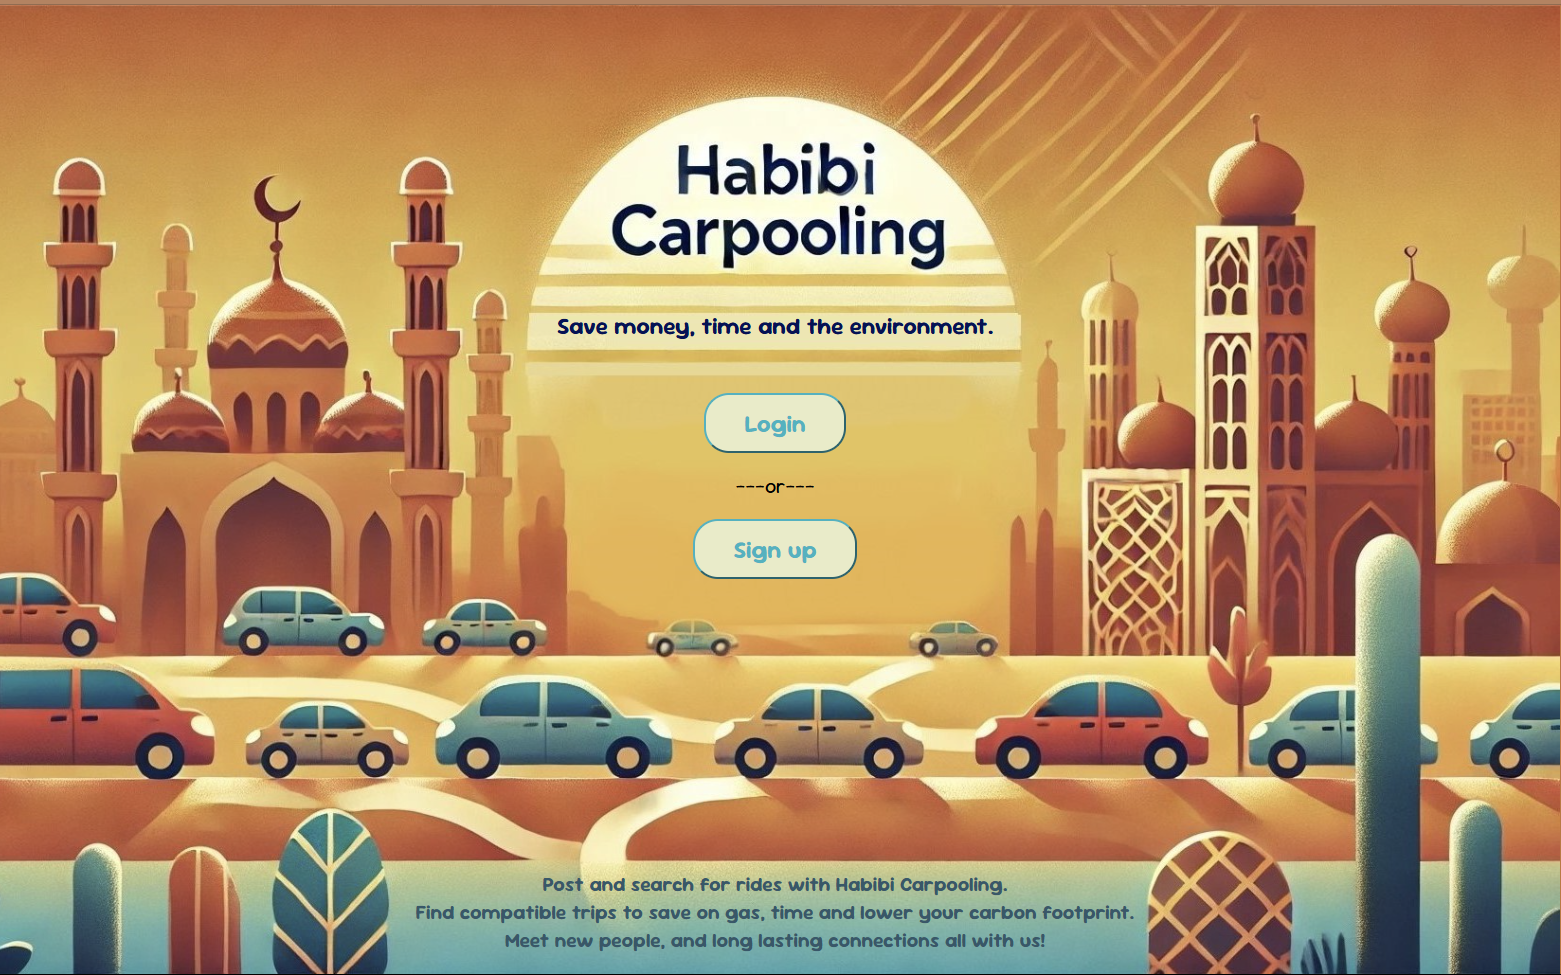 Habibi
Carpooling
Save money, time and the environment.
Login
---or---
Sign up
Post and search for rides with Habibi Carpooling.
Find compatible trips to save on gas, time and lower your carbon footprint.
Meet new people, and long lasting connections all with us!